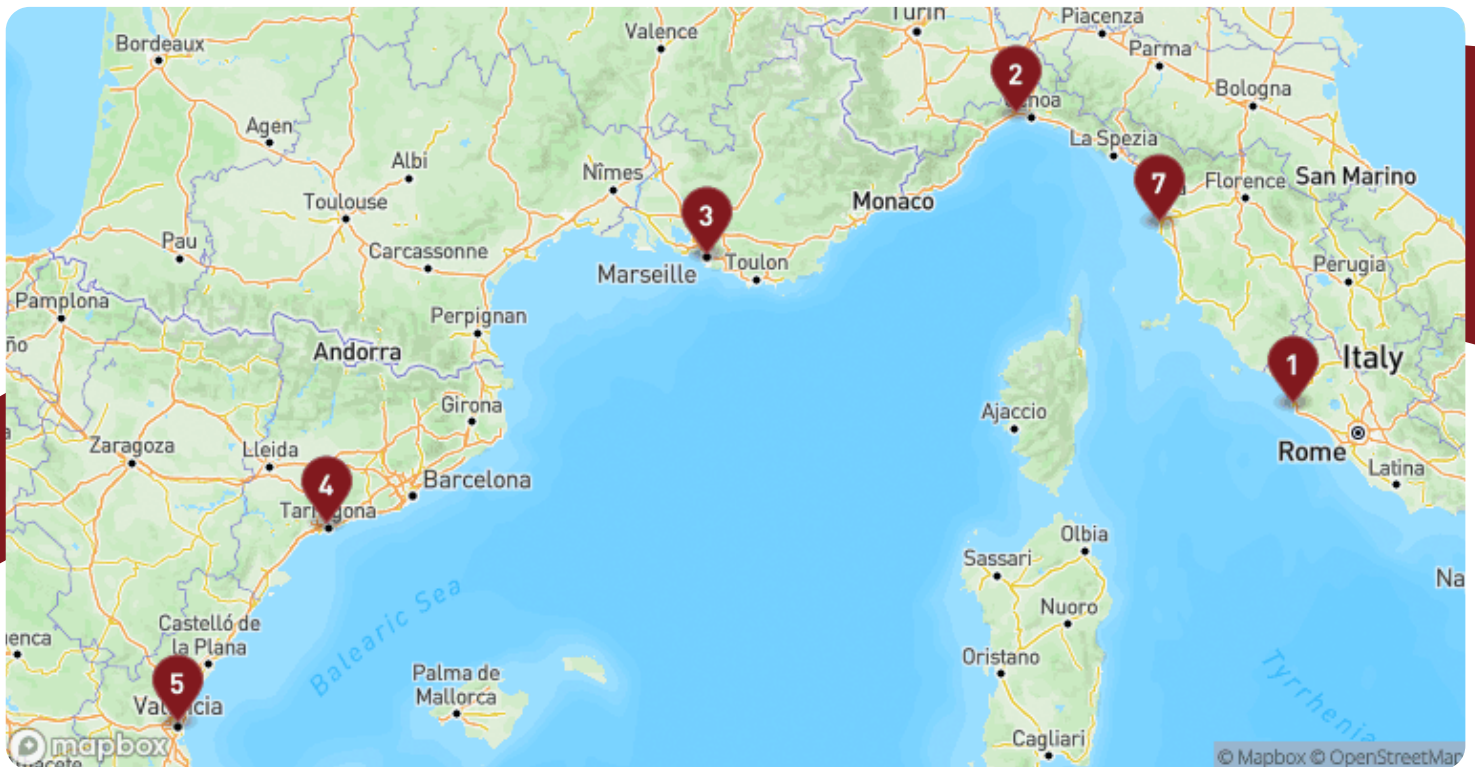 Turin
Piacenza
Bordeaux
Valence
Parma
2
Bologna
Agen
La Spezia
Albi
Nîmes
7
Florence
San Marino
Toulouse
Monaco
3
Pau
Carcassonne
Marseille
Toulon
Perugia
Pamplona
Perpignan
Andorra
1
Italy
Girona
Ajaccio
Zaragoza
Lleida
Rome
Barcelona
Latina
4
Olbia
Sassari
Balearic Sea
Nuoro
Castelló de
la Plana
Oristano
Palma de
Mallorca
5
Tyrrhenia
Cagliari
mapbox
© Mapbox © OpenStreetMap